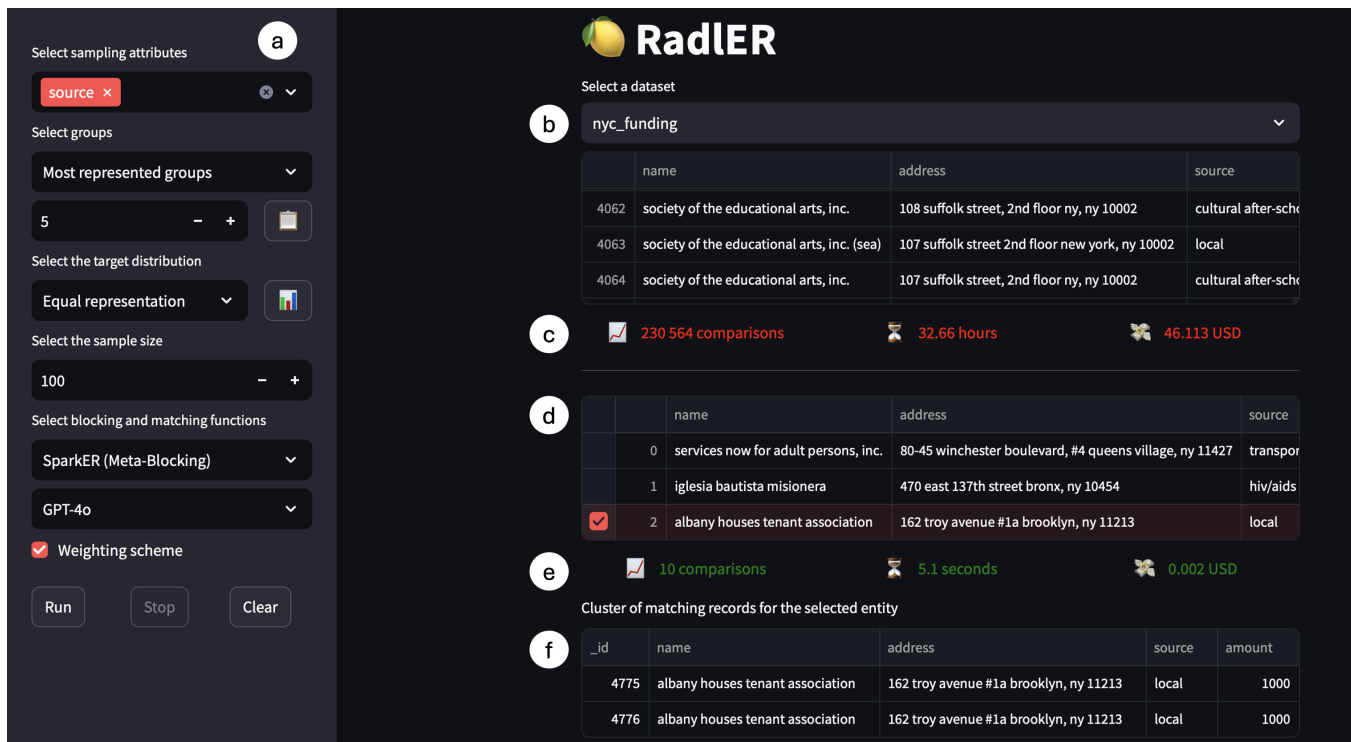 a
Select sampling attributes
source ×
Select groups
Most represented groups
5 − +
Select the target distribution
Equal representation
Select the sample size
100 − +
Select blocking and matching functions
SparkER (Meta-Blocking)
GPT-4o
Weighting scheme
Run Stop Clear
RadlER
Select a dataset
b
nyc_funding
name address source
4062 society of the educational arts, inc. 108 suffolk street, 2nd floor ny, ny 10002 cultural after-scho
4063 society of the educational arts, inc. (sea) 107 suffolk street 2nd floor new york, ny 10002 local
4064 society of the educational arts, inc. 107 suffolk street, 2nd floor ny, ny 10002 cultural after-scho
c
230 564 comparisons 32.66 hours 46.113 USD
d
name address source
0 services now for adult persons, inc. 80-45 winchester boulevard, #4 queens village, ny 11427 transpor
1 iglesia bautista misionera 470 east 137th street bronx, ny 10454 hiv/aids
2 albany houses tenant association 162 troy avenue #1a brooklyn, ny 11213 local
e
10 comparisons 5.1 seconds 0.002 USD
Cluster of matching records for the selected entity
f
_id name address source amount
4775 albany houses tenant association 162 troy avenue #1a brooklyn, ny 11213 local 1000
4776 albany houses tenant association 162 troy avenue #1a brooklyn, ny 11213 local 1000